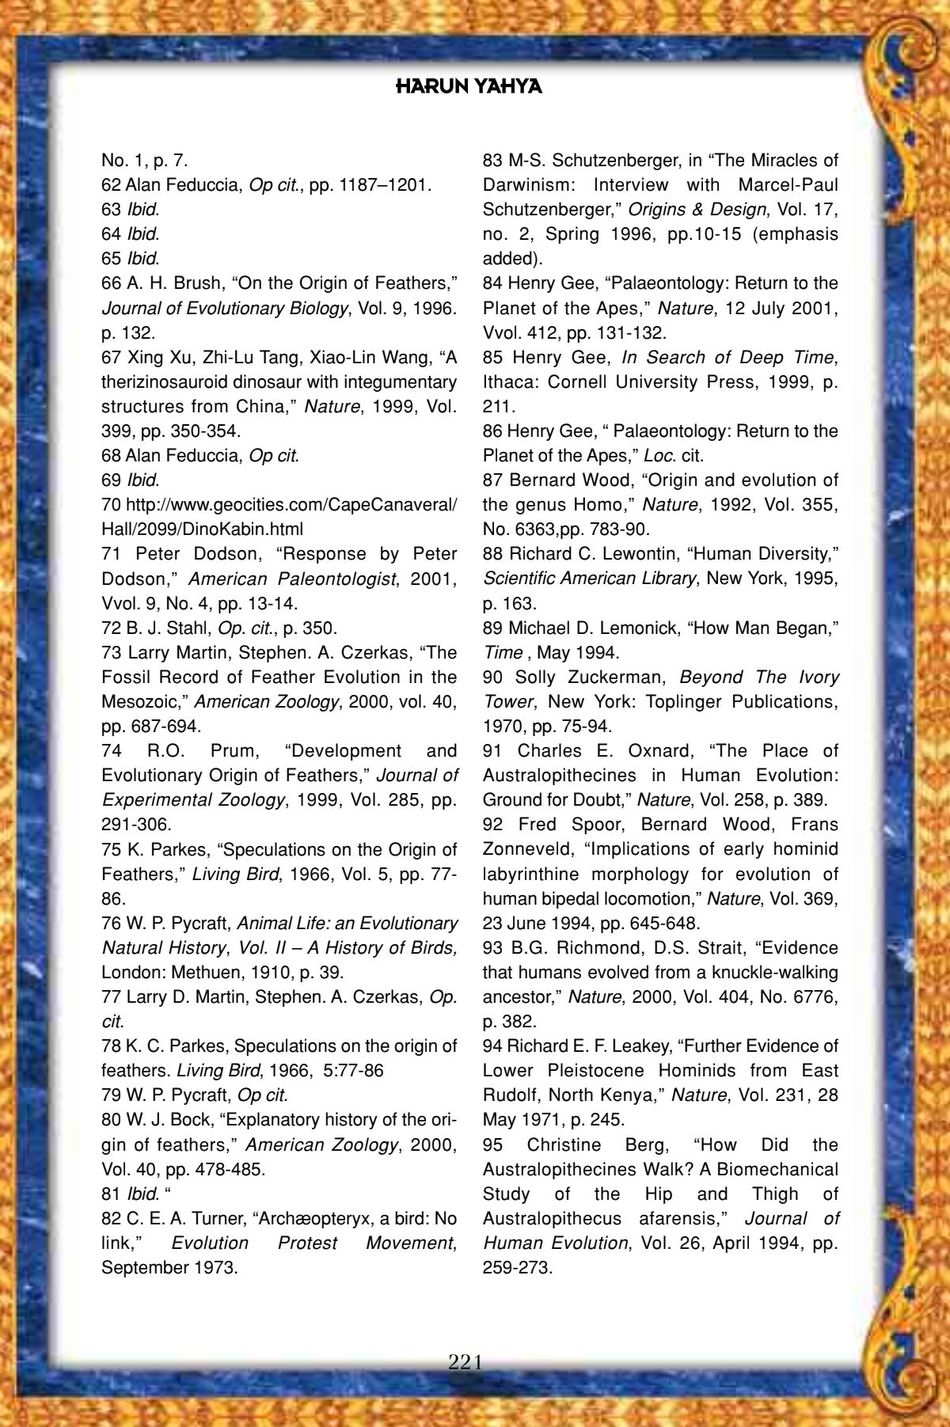 HARUN YAHYA
No. 1, p. 7.
62 Alan Feduccia, Op cit., pp. 1187–1201.
63 Ibid.
64 Ibid.
65 Ibid.
66 A. H. Brush, “On the Origin of Feathers,”
Journal of Evolutionary Biology, Vol. 9, 1996.
p. 132.
67 Xing Xu, Zhi-Lu Tang, Xiao-Lin Wang, “A
therizinosauroid dinosaur with integumentary
structures from China,” Nature, 1999, Vol.
399, pp. 350-354.
68 Alan Feduccia, Op cit.
69 Ibid.
70 http://www.geocities.com/CapeCanaveral/
Hall/2099/DinoKabin.html
71 Peter Dodson, “Response by Peter
Dodson,” American Paleontologist, 2001,
Vvol. 9, No. 4, pp. 13-14.
72 B. J. Stahl, Op. cit., p. 350.
73 Larry Martin, Stephen. A. Czerkas, “The
Fossil Record of Feather Evolution in the
Mesozoic,” American Zoology, 2000, vol. 40,
pp. 687-694.
74 R.O. Prum, “Development and
Evolutionary Origin of Feathers,” Journal of
Experimental Zoology, 1999, Vol. 285, pp.
291-306.
75 K. Parkes, “Speculations on the Origin of
Feathers,” Living Bird, 1966, Vol. 5, pp. 77-
86.
76 W. P. Pycraft, Animal Life: an Evolutionary
Natural History, Vol. II – A History of Birds,
London: Methuen, 1910, p. 39.
77 Larry D. Martin, Stephen. A. Czerkas, Op.
cit.
78 K. C. Parkes, Speculations on the origin of
feathers. Living Bird, 1966, 5:77-86
79 W. P. Pycraft, Op cit.
80 W. J. Bock, “Explanatory history of the ori-
gin of feathers,” American Zoology, 2000,
Vol. 40, pp. 478-485.
81 Ibid. “
82 C. E. A. Turner, “Archæopteryx, a bird: No
link,” Evolution Protest Movement,
September 1973.
83 M-S. Schutzenberger, in “The Miracles of
Darwinism: Interview with Marcel-Paul
Schutzenberger,” Origins & Design, Vol. 17,
no. 2, Spring 1996, pp.10-15 (emphasis
added).
84 Henry Gee, “Palaeontology: Return to the
Planet of the Apes,” Nature, 12 July 2001,
Vvol. 412, pp. 131-132.
85 Henry Gee, In Search of Deep Time,
Ithaca: Cornell University Press, 1999, p.
211.
86 Henry Gee, “ Palaeontology: Return to the
Planet of the Apes,” Loc. cit.
87 Bernard Wood, “Origin and evolution of
the genus Homo,” Nature, 1992, Vol. 355,
No. 6363,pp. 783-90.
88 Richard C. Lewontin, “Human Diversity,”
Scientific American Library, New York, 1995,
p. 163.
89 Michael D. Lemonick, “How Man Began,”
Time , May 1994.
90 Solly Zuckerman, Beyond The Ivory
Tower, New York: Toplinger Publications,
1970, pp. 75-94.
91 Charles E. Oxnard, “The Place of
Australopithecines in Human Evolution:
Ground for Doubt,” Nature, Vol. 258, p. 389.
92 Fred Spoor, Bernard Wood, Frans
Zonneveld, “Implications of early hominid
labyrinthine morphology for evolution of
human bipedal locomotion,” Nature, Vol. 369,
23 June 1994, pp. 645-648.
93 B.G. Richmond, D.S. Strait, “Evidence
that humans evolved from a knuckle-walking
ancestor,” Nature, 2000, Vol. 404, No. 6776,
p. 382.
94 Richard E. F. Leakey, “Further Evidence of
Lower Pleistocene Hominids from East
Rudolf, North Kenya,” Nature, Vol. 231, 28
May 1971, p. 245.
95 Christine Berg, “How Did the
Australopithecines Walk? A Biomechanical
Study of the Hip and Thigh of
Australopithecus afarensis,” Journal of
Human Evolution, Vol. 26, April 1994, pp.
259-273.
221